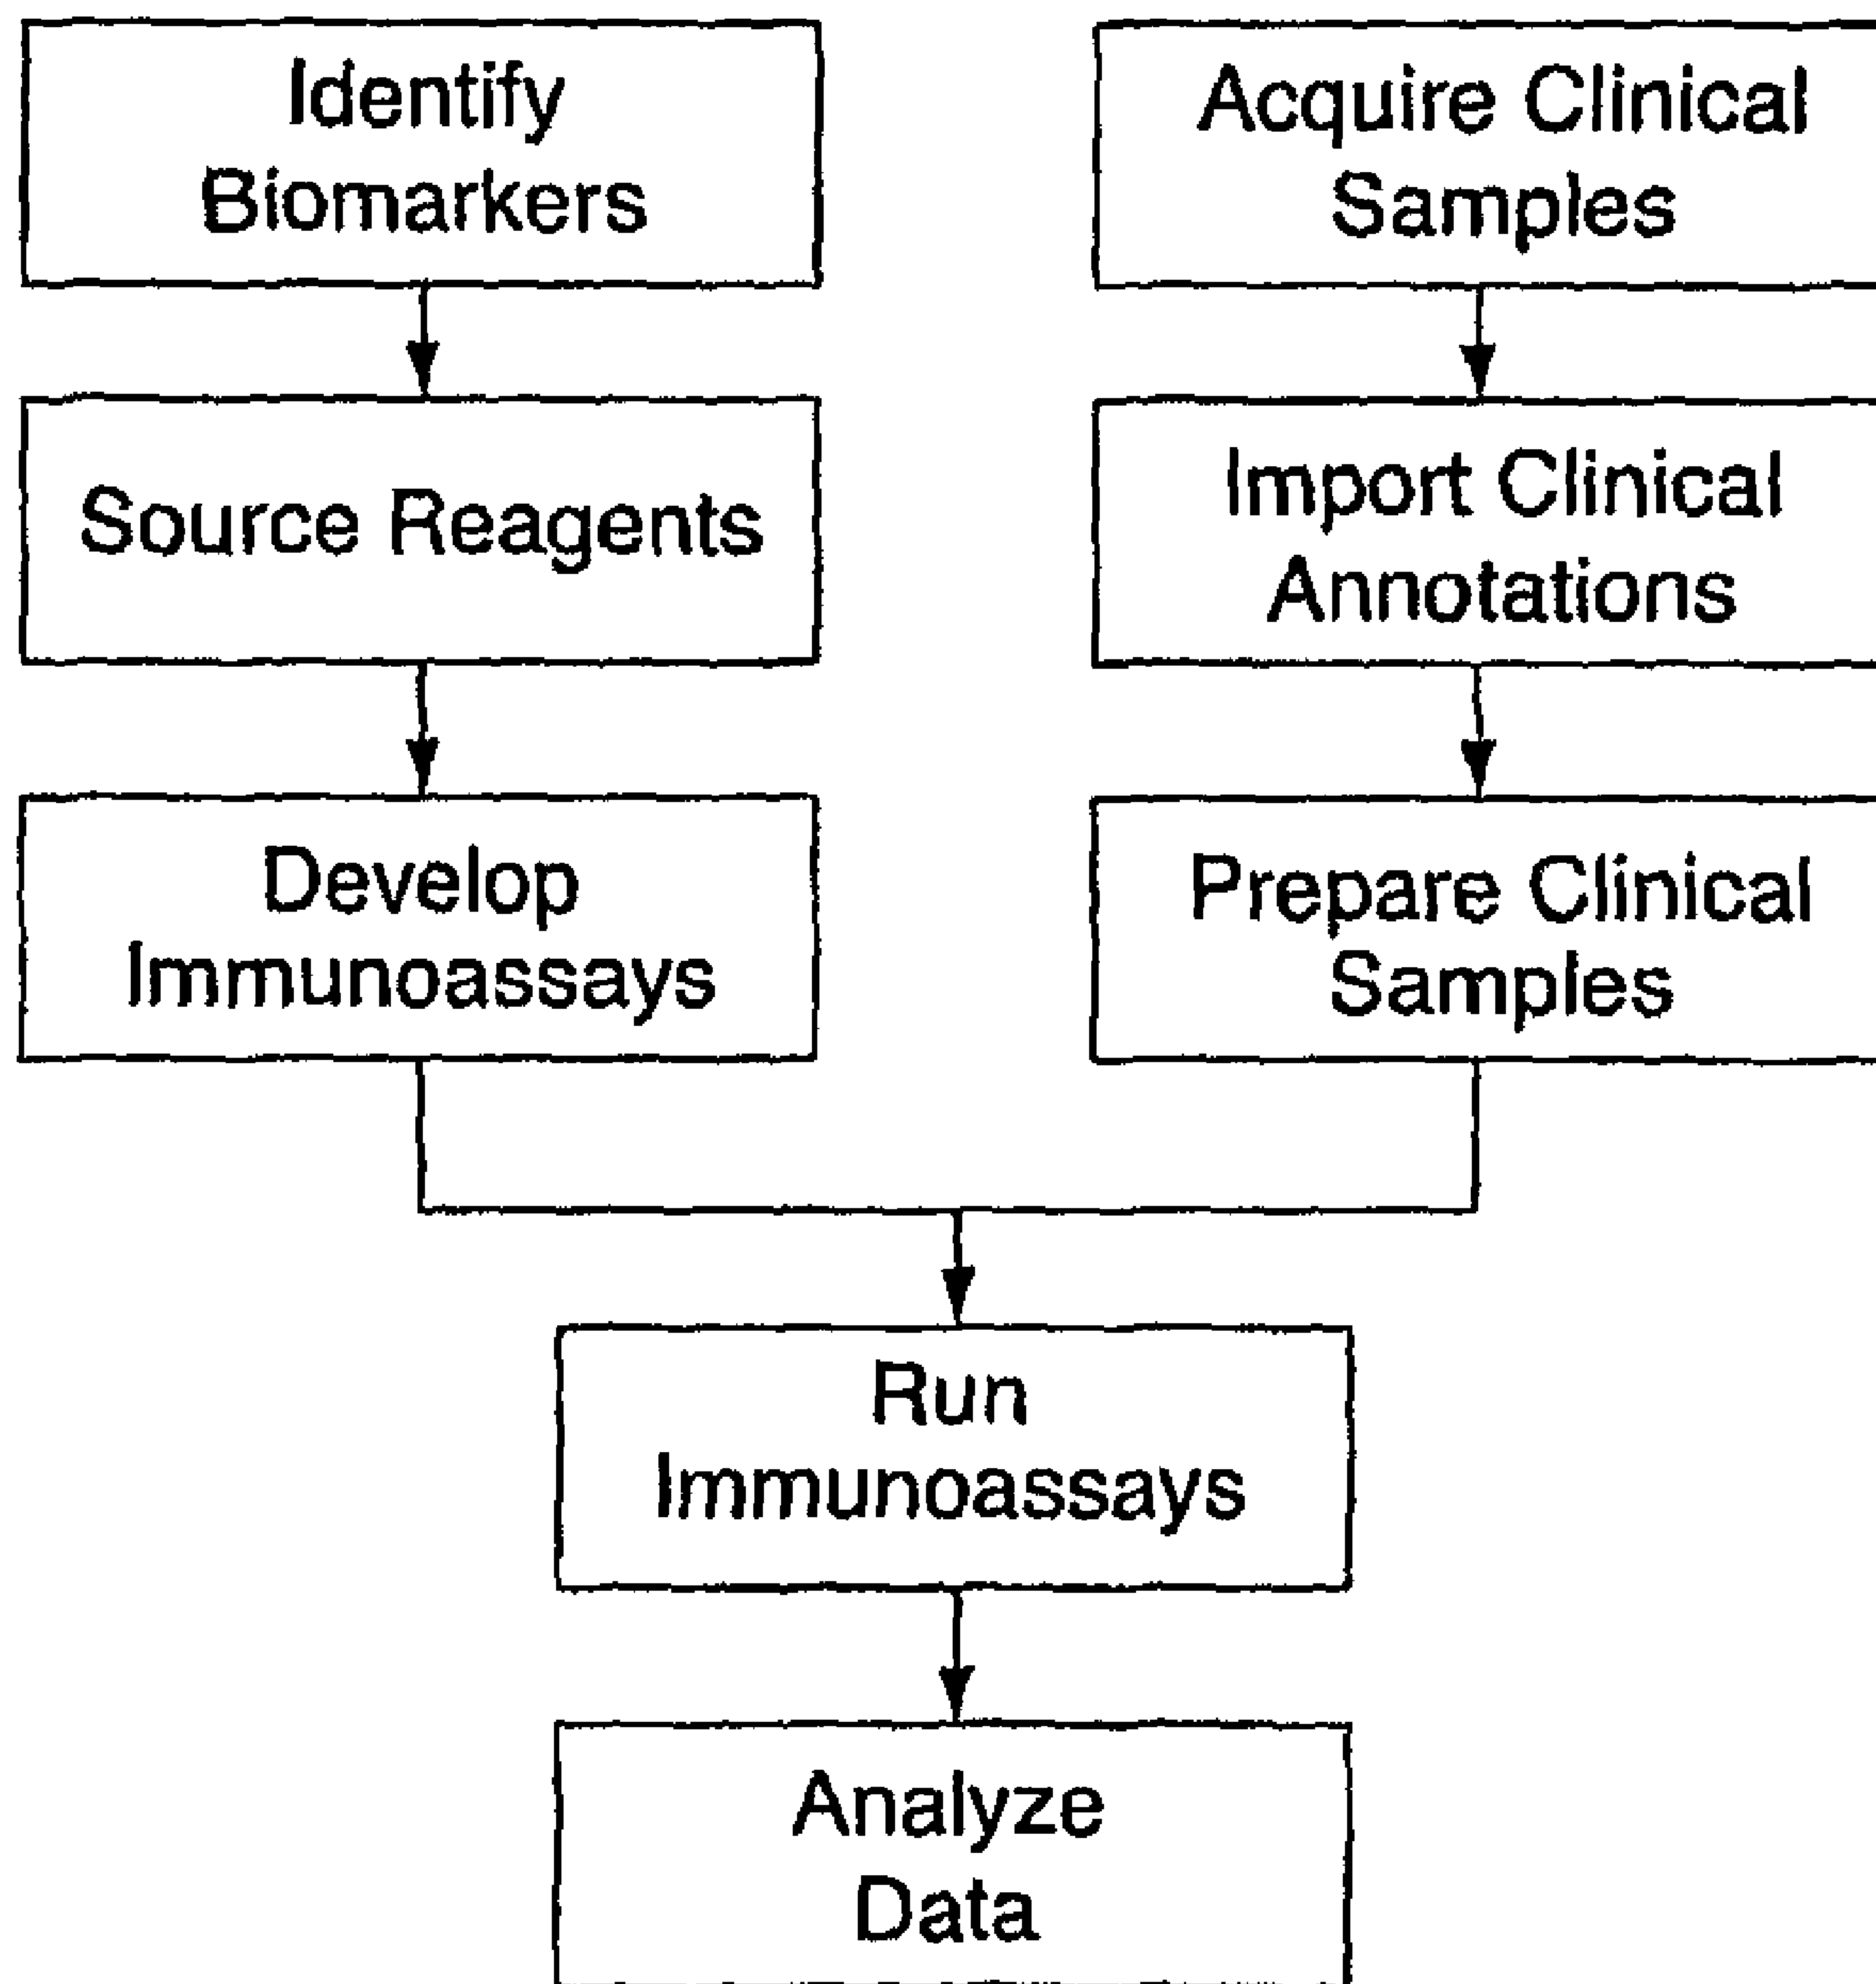 Identify
Biomarkers
Acquire Clinical
Samples
Source Reagents
Import Clinical
Annotations
Develop
Immunoassays
Prepare Clinical
Samples
Run
Immunoassays
Analyze
Data